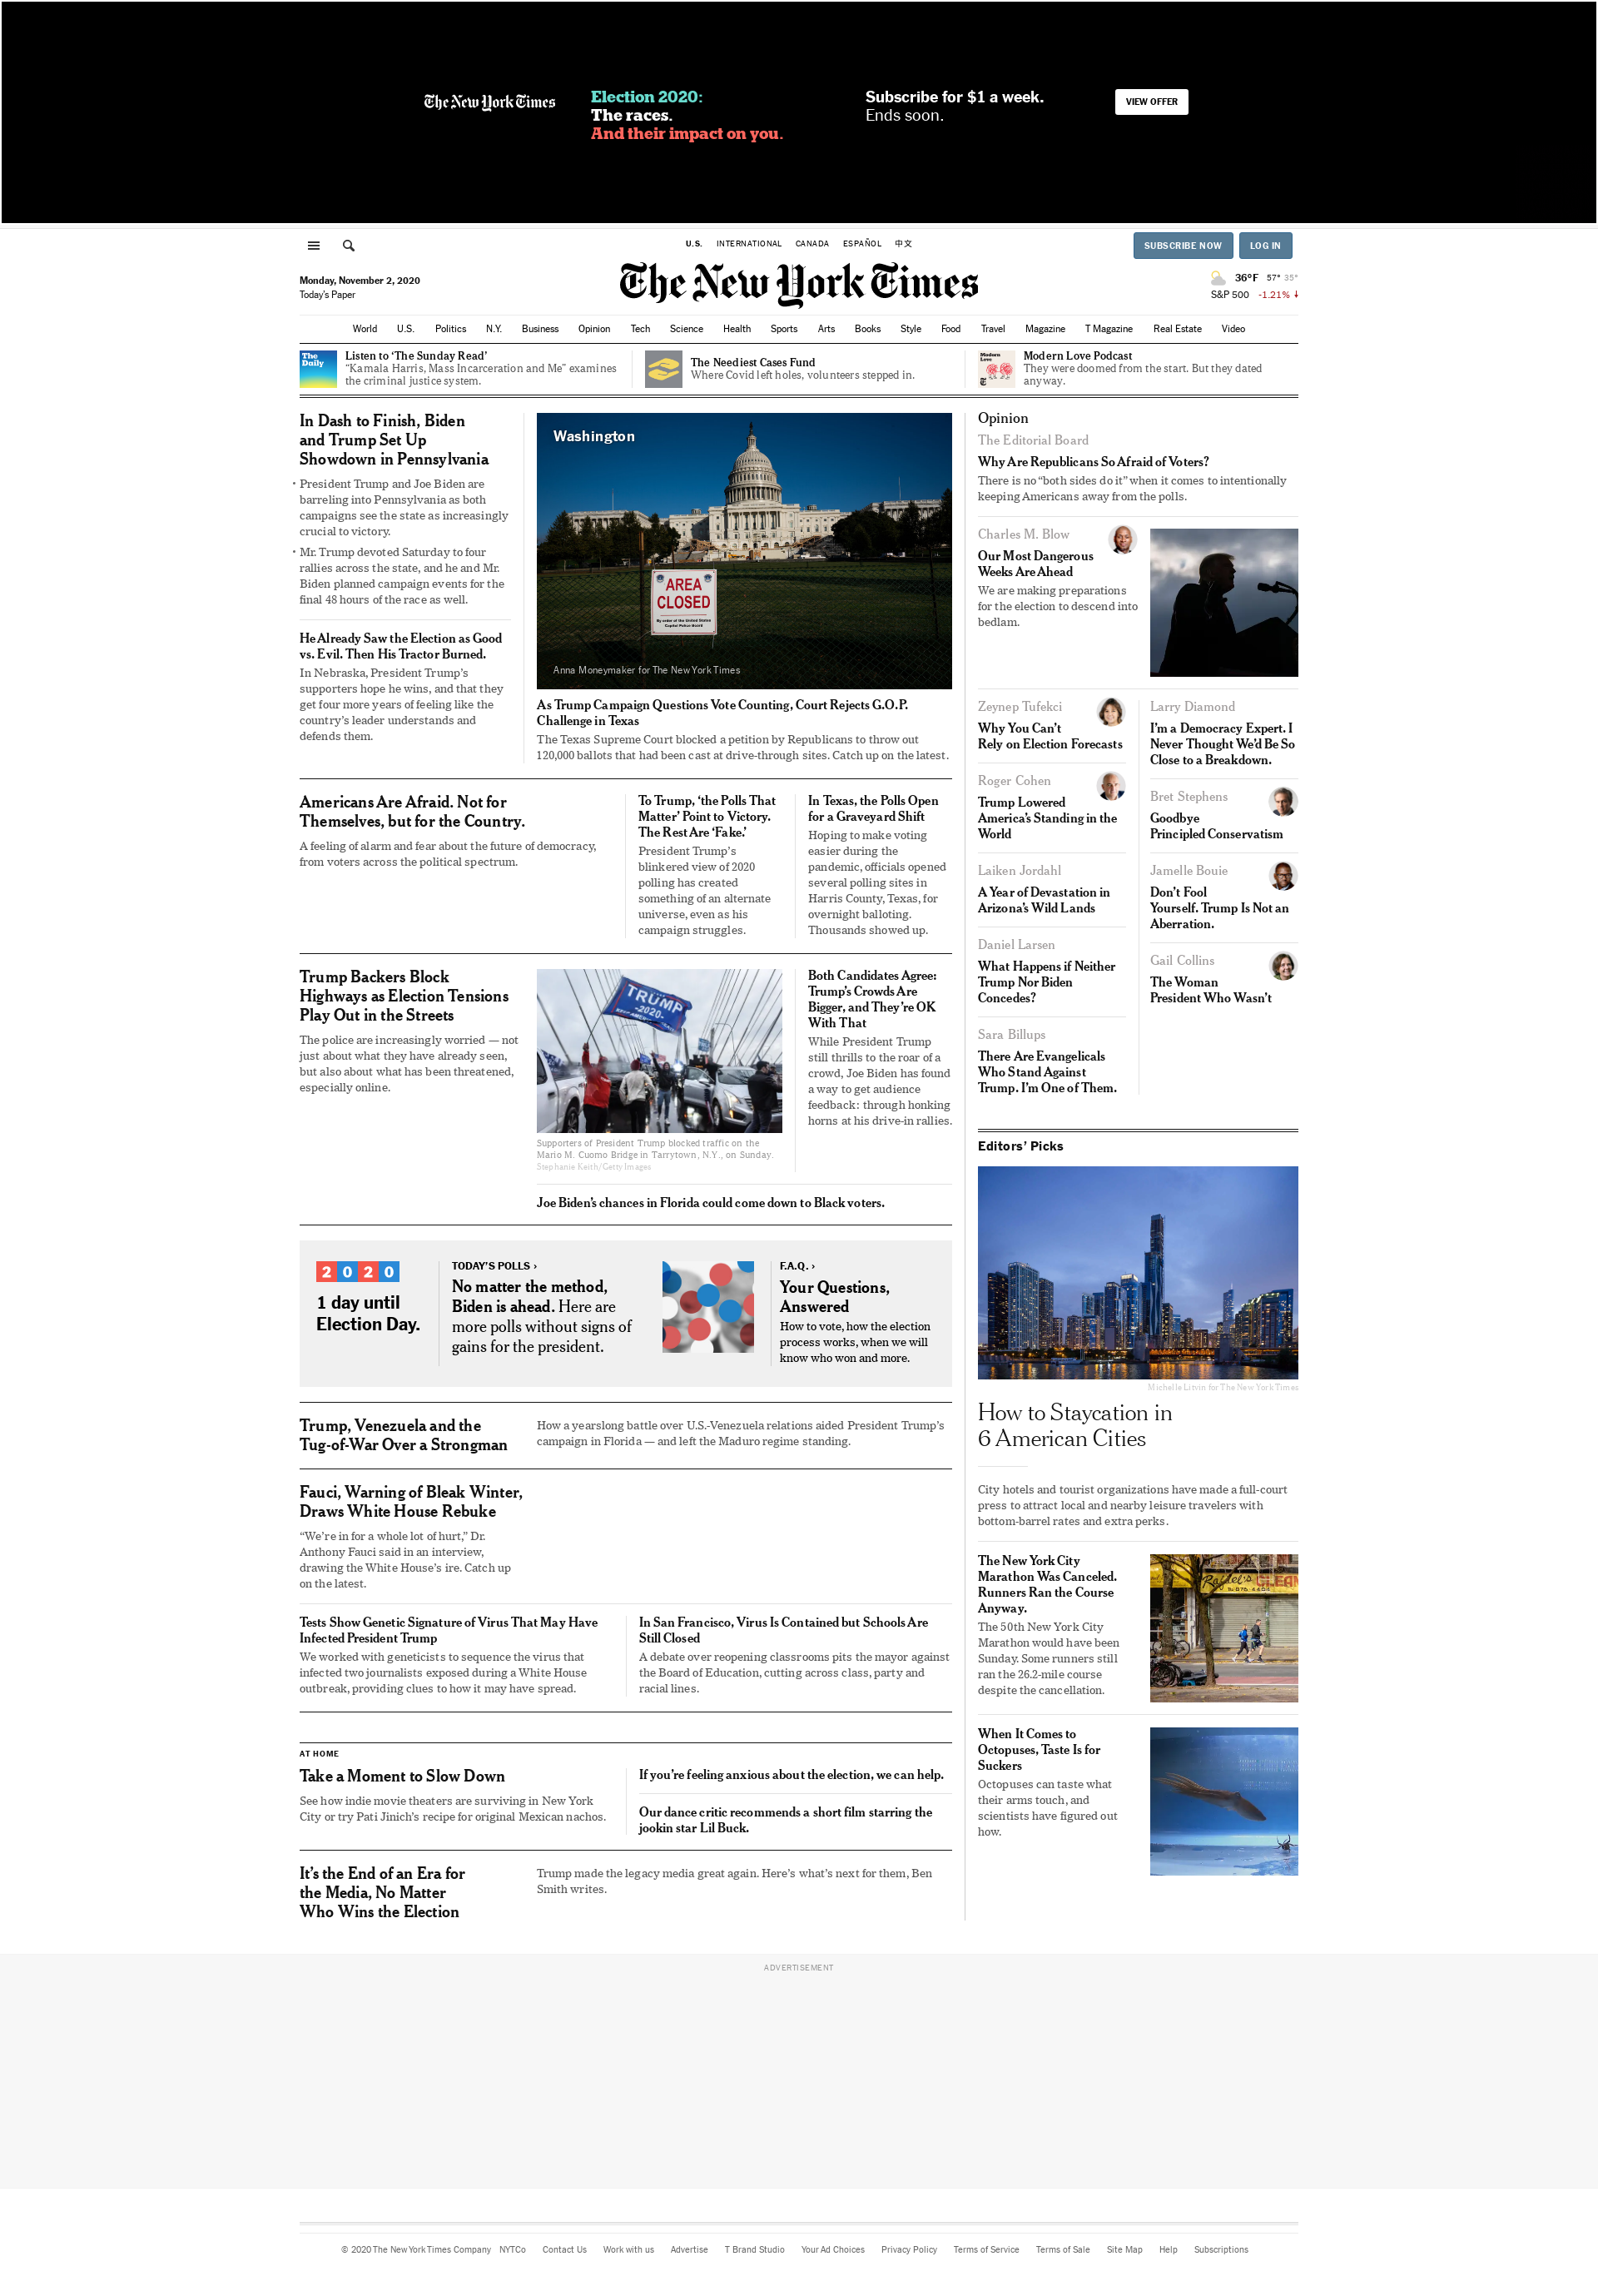 The New York Times
Election 2020:
The races.
And their impact on you.
Subscribe for $1 a week.
Ends soon.
VIEW OFFER
U.S. INTERNATIONAL CANADA ESPAÑOL 中文
SUBSCRIBE NOW LOG IN
The New York Times
Monday, November 2, 2020
Today's Paper
36°F 57° 35°
S&P 500 -1.21% ↓
World U.S. Politics N.Y. Business Opinion Tech Science Health Sports Arts Books Style Food Travel Magazine T Magazine Real Estate Video
The
Daily
Listen to ‘The Sunday Read’
“Kamala Harris, Mass Incarceration and Me” examines
the criminal justice system.
The Neediest Cases Fund
Where Covid left holes, volunteers stepped in.
Modern
Love
Modern Love Podcast
They were doomed from the start. But they dated
anyway.
In Dash to Finish, Biden
and Trump Set Up
Showdown in Pennsylvania
• President Trump and Joe Biden are
barreling into Pennsylvania as both
campaigns see the state as increasingly
crucial to victory.
• Mr. Trump devoted Saturday to four
rallies across the state, and he and Mr.
Biden planned campaign events for the
final 48 hours of the race as well.
He Already Saw the Election as Good
vs. Evil. Then His Tractor Burned.
In Nebraska, President Trump’s
supporters hope he wins, and that they
get four more years of feeling like the
country’s leader understands and
defends them.
Washington
AREA
CLOSED
By order of the United States
Capitol Police Board
Anna Moneymaker for The New York Times
As Trump Campaign Questions Vote Counting, Court Rejects G.O.P.
Challenge in Texas
The Texas Supreme Court blocked a petition by Republicans to throw out
120,000 ballots that had been cast at drive-through sites. Catch up on the latest.
Americans Are Afraid. Not for
Themselves, but for the Country.
A feeling of alarm and fear about the future of democracy,
from voters across the political spectrum.
To Trump, ‘the Polls That
Matter’ Point to Victory.
The Rest Are ‘Fake.’
President Trump’s
blinkered view of 2020
polling has created
something of an alternate
universe, even as his
campaign struggles.
In Texas, the Polls Open
for a Graveyard Shift
Hoping to make voting
easier during the
pandemic, officials opened
several polling sites in
Harris County, Texas, for
overnight balloting.
Thousands showed up.
Trump Backers Block
Highways as Election Tensions
Play Out in the Streets
The police are increasingly worried — not
just about what they have already seen,
but also about what has been threatened,
especially online.
TRUMP
2020
Supporters of President Trump blocked traffic on the
Mario M. Cuomo Bridge in Tarrytown, N.Y., on Sunday.
Stephanie Keith/Getty Images
Both Candidates Agree:
Trump’s Crowds Are
Bigger, and They’re OK
With That
While President Trump
still thrills to the roar of a
crowd, Joe Biden has found
a way to get audience
feedback: through honking
horns at his drive-in rallies.
Joe Biden’s chances in Florida could come down to Black voters.
2020
1 day until
Election Day.
TODAY’S POLLS ›
No matter the method,
Biden is ahead. Here are
more polls without signs of
gains for the president.
F.A.Q. ›
Your Questions,
Answered
How to vote, how the election
process works, when we will
know who won and more.
Trump, Venezuela and the
Tug-of-War Over a Strongman
How a yearslong battle over U.S.-Venezuela relations aided President Trump’s
campaign in Florida — and left the Maduro regime standing.
Fauci, Warning of Bleak Winter,
Draws White House Rebuke
“We’re in for a whole lot of hurt,” Dr.
Anthony Fauci said in an interview,
drawing the White House’s ire. Catch up
on the latest.
Tests Show Genetic Signature of Virus That May Have
Infected President Trump
We worked with geneticists to sequence the virus that
infected two journalists exposed during a White House
outbreak, providing clues to how it may have spread.
In San Francisco, Virus Is Contained but Schools Are
Still Closed
A debate over reopening classrooms pits the mayor against
the Board of Education, cutting across class, party and
racial lines.
AT HOME
Take a Moment to Slow Down
See how indie movie theaters are surviving in New York
City or try Pati Jinich’s recipe for original Mexican nachos.
If you’re feeling anxious about the election, we can help.
Our dance critic recommends a short film starring the
jookin star Lil Buck.
It’s the End of an Era for
the Media, No Matter
Who Wins the Election
Trump made the legacy media great again. Here’s what’s next for them, Ben
Smith writes.
Opinion
The Editorial Board
Why Are Republicans So Afraid of Voters?
There is no “both sides do it” when it comes to intentionally
keeping Americans away from the polls.
Charles M. Blow
Our Most Dangerous
Weeks Are Ahead
We are making preparations
for the election to descend into
bedlam.
Zeynep Tufekci
Why You Can’t
Rely on Election Forecasts
Roger Cohen
Trump Lowered
America’s Standing in the
World
Laiken Jordahl
A Year of Devastation in
Arizona’s Wild Lands
Daniel Larsen
What Happens if Neither
Trump Nor Biden
Concedes?
Sara Billups
There Are Evangelicals
Who Stand Against
Trump. I’m One of Them.
Larry Diamond
I’m a Democracy Expert. I
Never Thought We’d Be So
Close to a Breakdown.
Bret Stephens
Goodbye
Principled Conservatism
Jamelle Bouie
Don’t Fool
Yourself. Trump Is Not an
Aberration.
Gail Collins
The Woman
President Who Wasn’t
Editors’ Picks
Michelle Litvin for The New York Times
How to Staycation in
6 American Cities
City hotels and tourist organizations have made a full-court
press to attract local and nearby leisure travelers with
bottom-barrel rates and extra perks.
The New York City
Marathon Was Canceled.
Runners Ran the Course
Anyway.
The 50th New York City
Marathon would have been
Sunday. Some runners still
ran the 26.2-mile course
despite the cancellation.
When It Comes to
Octopuses, Taste Is for
Suckers
Octopuses can taste what
their arms touch, and
scientists have figured out
how.
ADVERTISEMENT
© 2020 The New York Times Company NYTCo Contact Us Work with us Advertise T Brand Studio Your Ad Choices Privacy Policy Terms of Service Terms of Sale Site Map Help Subscriptions